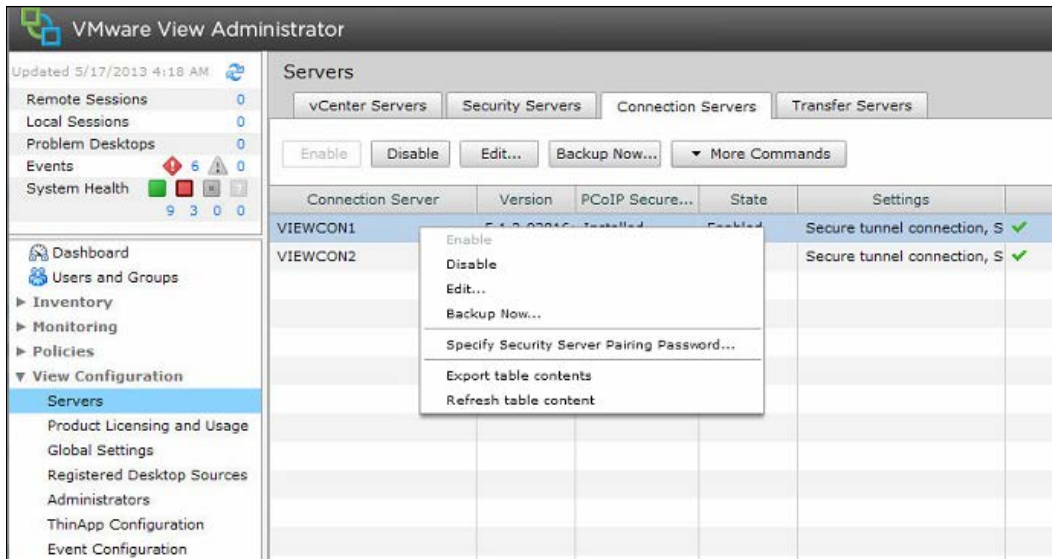 VMware View Administrator
Updated 5/17/2013 4:18 AM
Remote Sessions 0
Local Sessions 0
Problem Desktops 0
Events 6 0
System Health
9 3 0 0
Dashboard
Users and Groups
Inventory
Monitoring
Policies
View Configuration
Servers
Product Licensing and Usage
Global Settings
Registered Desktop Sources
Administrators
ThinApp Configuration
Event Configuration
Servers
vCenter Servers Security Servers Connection Servers Transfer Servers
Enable Disable Edit... Backup Now... More Commands
Connection Server Version PCoIP Secure... State Settings
VIEWCON1 Installed Enabled Secure tunnel connection, S
VIEWCON2 Secure tunnel connection, S
Enable
Disable
Edit...
Backup Now...
Specify Security Server Pairing Password...
Export table contents
Refresh table content